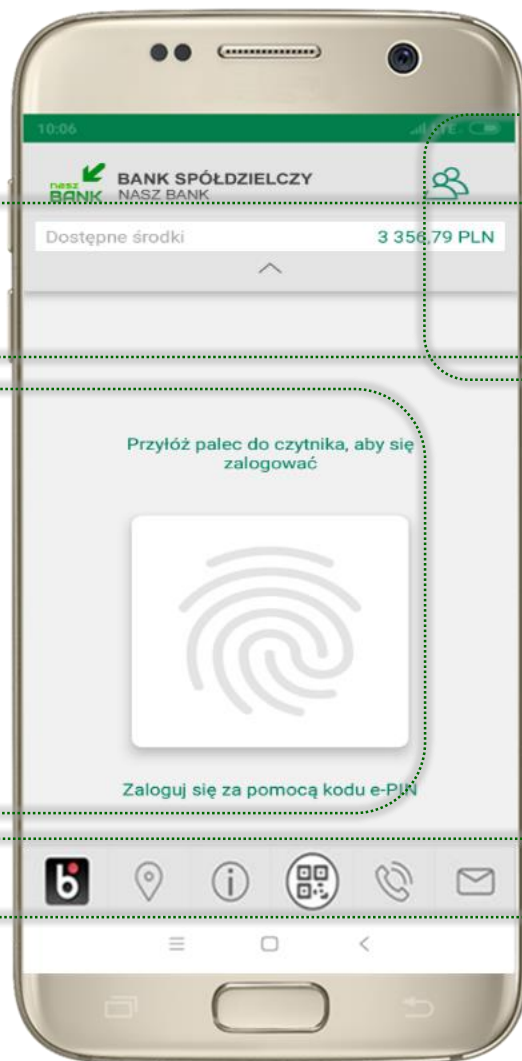 10:06
LTE
nasz
BANK
BANK SPÓŁDZIELCZY
NASZ BANK
Dostępne środki 3 356,79 PLN
Przyłóż palec do czytnika, aby się
zalogować
Zaloguj się za pomocą kodu e-PIN
b